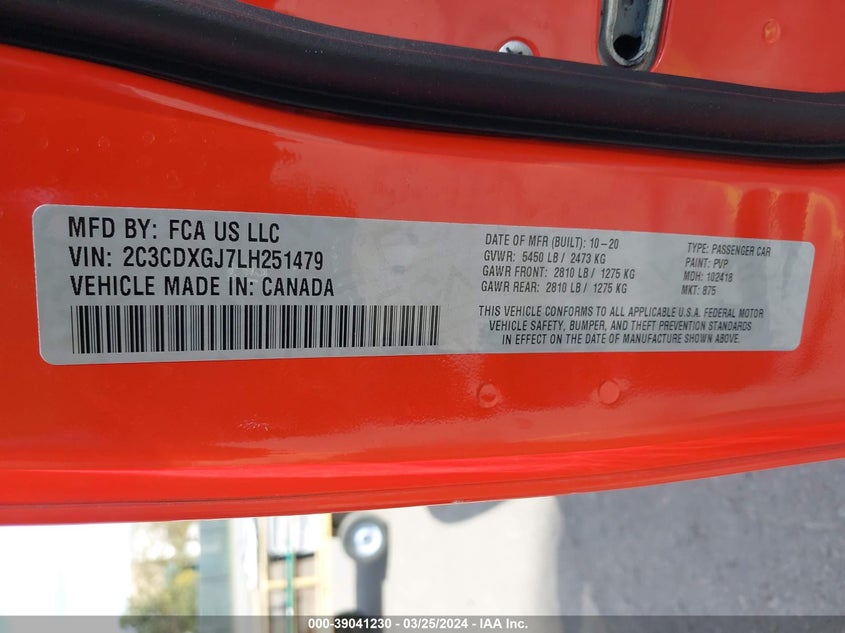 MFD BY: FCA US LLC
VIN: 2C3CDXGJ7LH251479
VEHICLE MADE IN: CANADA
DATE OF MFR (BUILT): 10-20
GVWR: 5450 LB / 2473 KG
GAWR FRONT: 2810 LB / 1275 KG
GAWR REAR: 2810 LB / 1275 KG
TYPE: PASSENGER CAR
PAINT: PVP
MDH: 102418
MKT: 875
THIS VEHICLE CONFORMS TO ALL APPLICABLE U.S.A. FEDERAL MOTOR
VEHICLE SAFETY, BUMPER, AND THEFT PREVENTION STANDARDS
IN EFFECT ON THE DATE OF MANUFACTURE SHOWN ABOVE.
000-39041230 - 03/25/2024 - IAA Inc.